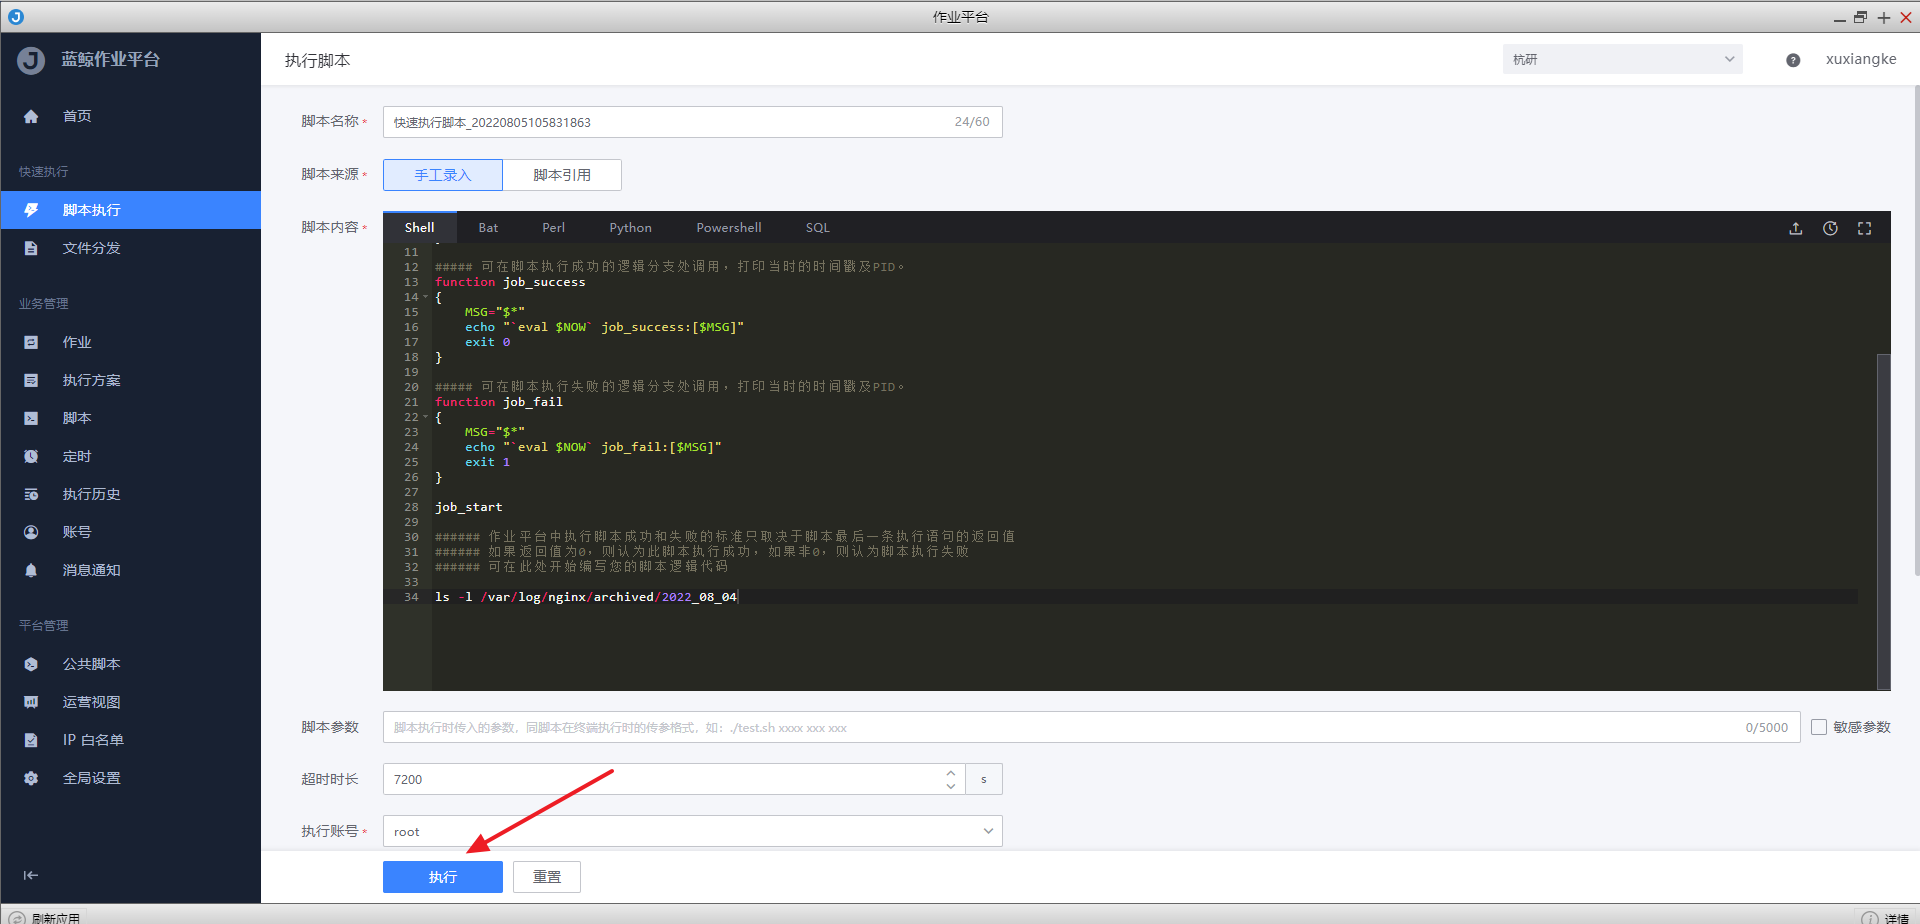 作业平台
蓝鲸作业平台
首页
快速执行
脚本执行
文件分发
业务管理
作业
执行方案
脚本
定时
执行历史
账号
消息通知
平台管理
公共脚本
运营视图
IP 白名单
全局设置
执行脚本
杭研
xuxiangke
脚本名称*
快速执行脚本_20220805105831863
24/60
脚本来源*
手工录入
脚本引用
脚本内容*
Shell Bat Perl Python Powershell SQL
11
12 ##### 可在脚本执行成功的逻辑分支处调用，打印当时的时间戳及PID。
13 function job_success
14 {
15     MSG="$*"
16     echo "`eval $NOW` job_success:[$MSG]"
17     exit 0
18 }
19
20 ##### 可在脚本执行失败的逻辑分支处调用，打印当时的时间戳及PID。
21 function job_fail
22 {
23     MSG="$*"
24     echo "`eval $NOW` job_fail:[$MSG]"
25     exit 1
26 }
27
28 job_start
29
30 ###### 作业平台中执行脚本成功和失败的标准只取决于脚本最后一条执行语句的返回值
31 ###### 如果返回值为0，则认为此脚本执行成功，如果非0，则认为脚本执行失败
32 ###### 可在此处开始编写您的脚本逻辑代码
33
34 ls -l /var/log/nginx/archived/2022_08_04
脚本参数
脚本执行时传入的参数，同脚本在终端执行时的传参格式，如：./test.sh xxxx xxx xxx
0/5000
敏感参数
超时时长
7200
s
执行账号*
root
执行
重置
刷新应用
详情